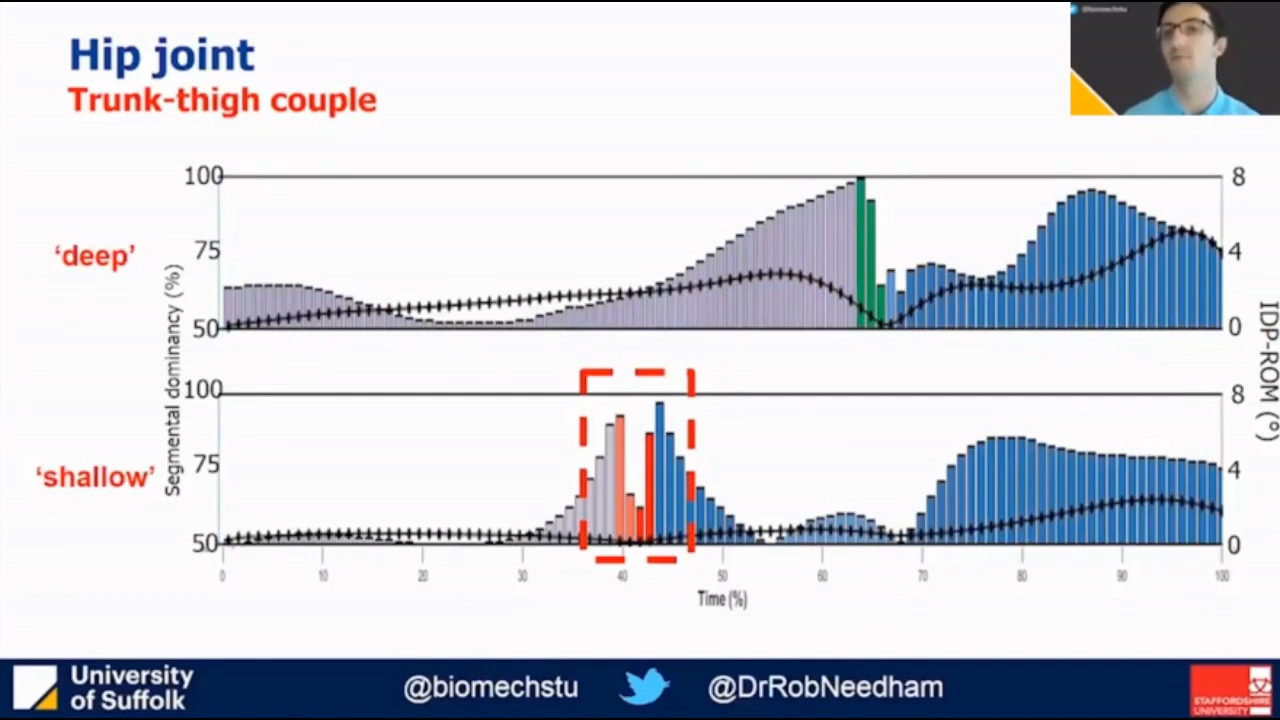 @biomechstu
Hip joint
Trunk-thigh couple
‘deep’
‘shallow’
Segmental dominancy (%)
100
75
50
100
75
50
8
4
0
8
4
0
IDP-ROM (°)
0 10 20 30 40 50 60 70 80 90 100
Time (%)
University
of Suffolk
@biomechstu
@DrRobNeedham
STAFFORDSHIRE
UNIVERSITY